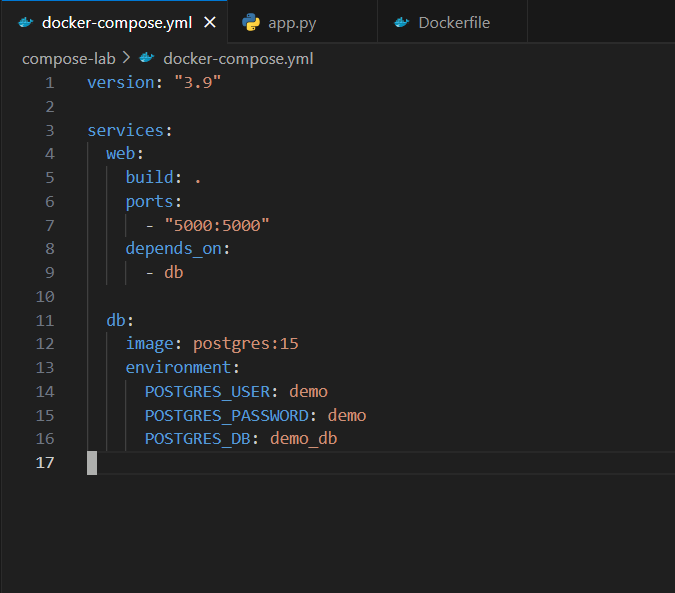 docker-compose.yml × app.py Dockerfile
compose-lab > docker-compose.yml
1 version: "3.9"
2
3 services:
4   web:
5     build: .
6     ports:
7       - "5000:5000"
8     depends_on:
9       - db
10
11   db:
12     image: postgres:15
13     environment:
14       POSTGRES_USER: demo
15       POSTGRES_PASSWORD: demo
16       POSTGRES_DB: demo_db
17